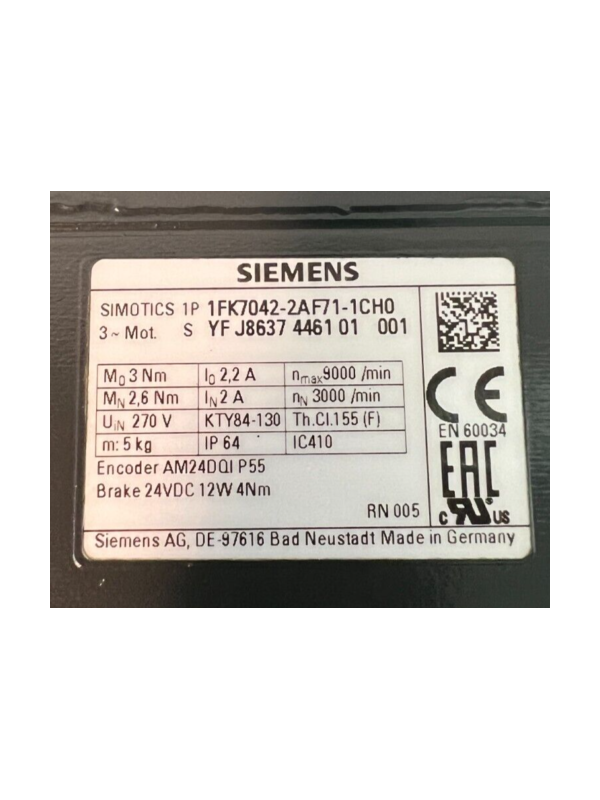 SIEMENS
SIMOTICS 1P 1FK7042-2AF71-1CH0
3~ Mot. S YF J8637 4461 01 001
M0 3 Nm I0 2,2 A nmax9000 /min
MN 2,6 Nm IN 2 A nN 3000 /min
UiN 270 V KTY84-130 Th.Cl.155 (F)
m: 5 kg IP 64 IC410
CE
EN 60034
Encoder AM24DQI P55
Brake 24VDC 12W 4Nm
EAC
RN 005
c RU US
Siemens AG, DE-97616 Bad Neustadt Made in Germany